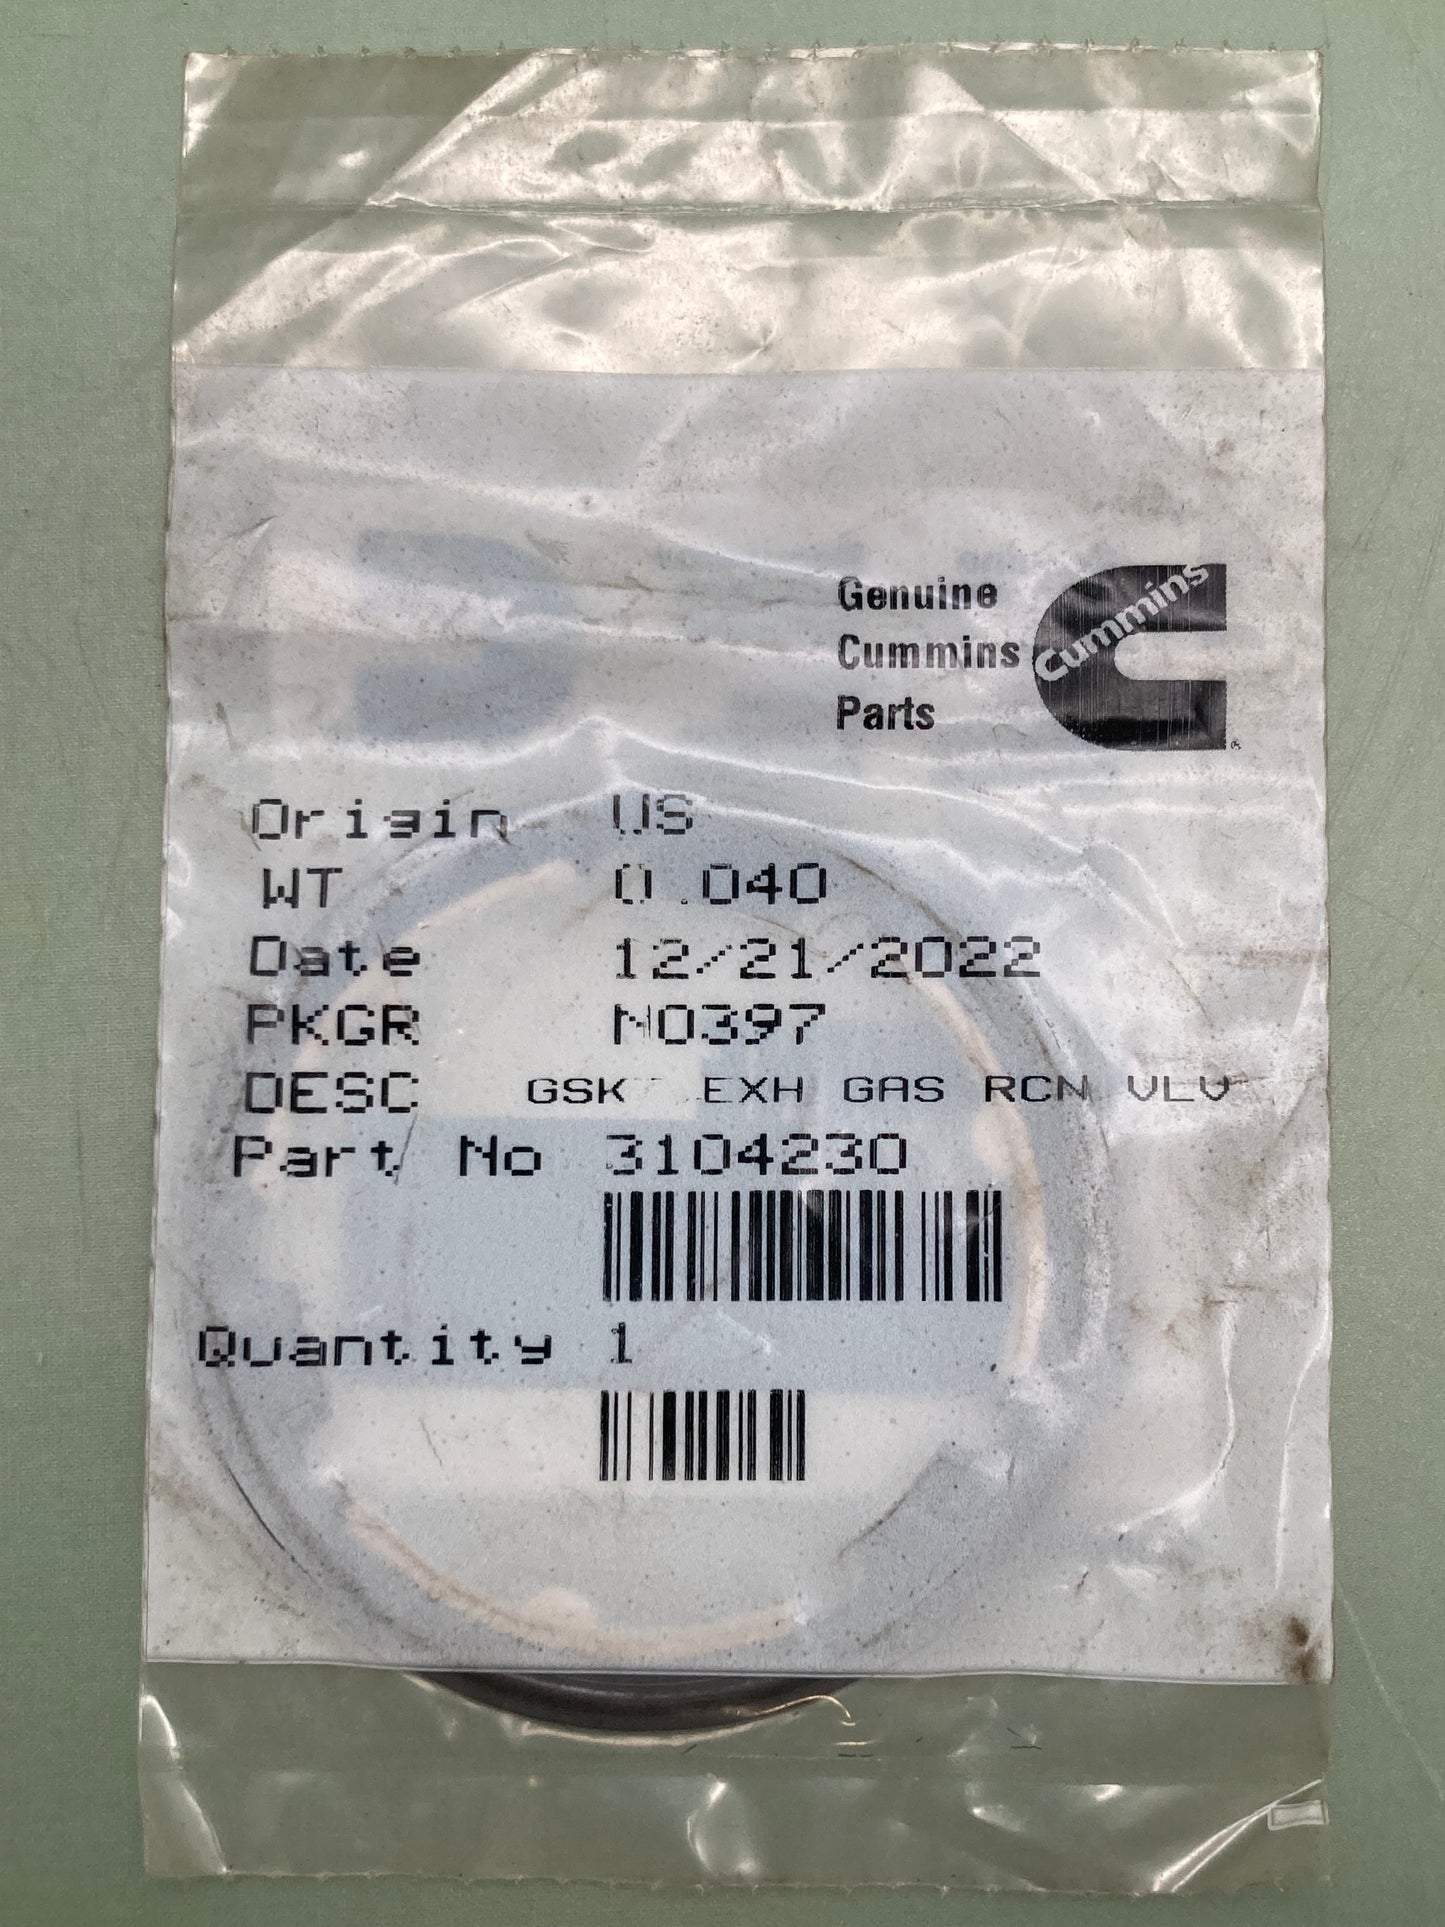 Genuine
Cummins
Parts
Cummins
Origin US
WT 0.040
Date 12/21/2022
PKGR N0397
DESC GSKT EXH GAS RCN VLV
Part No 3104230
Quantity 1